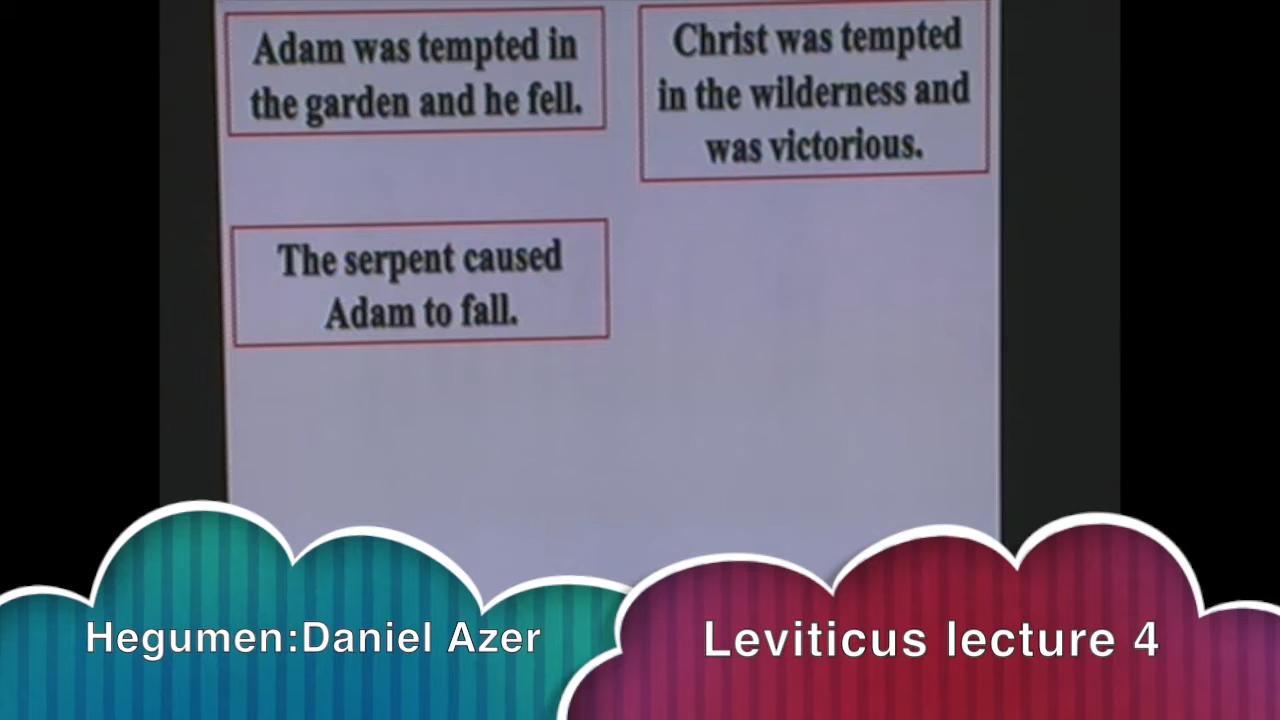 Adam was tempted in
the garden and he fell.
Christ was tempted
in the wilderness and
was victorious.
The serpent caused
Adam to fall.
Hegumen:Daniel Azer
Leviticus lecture 4